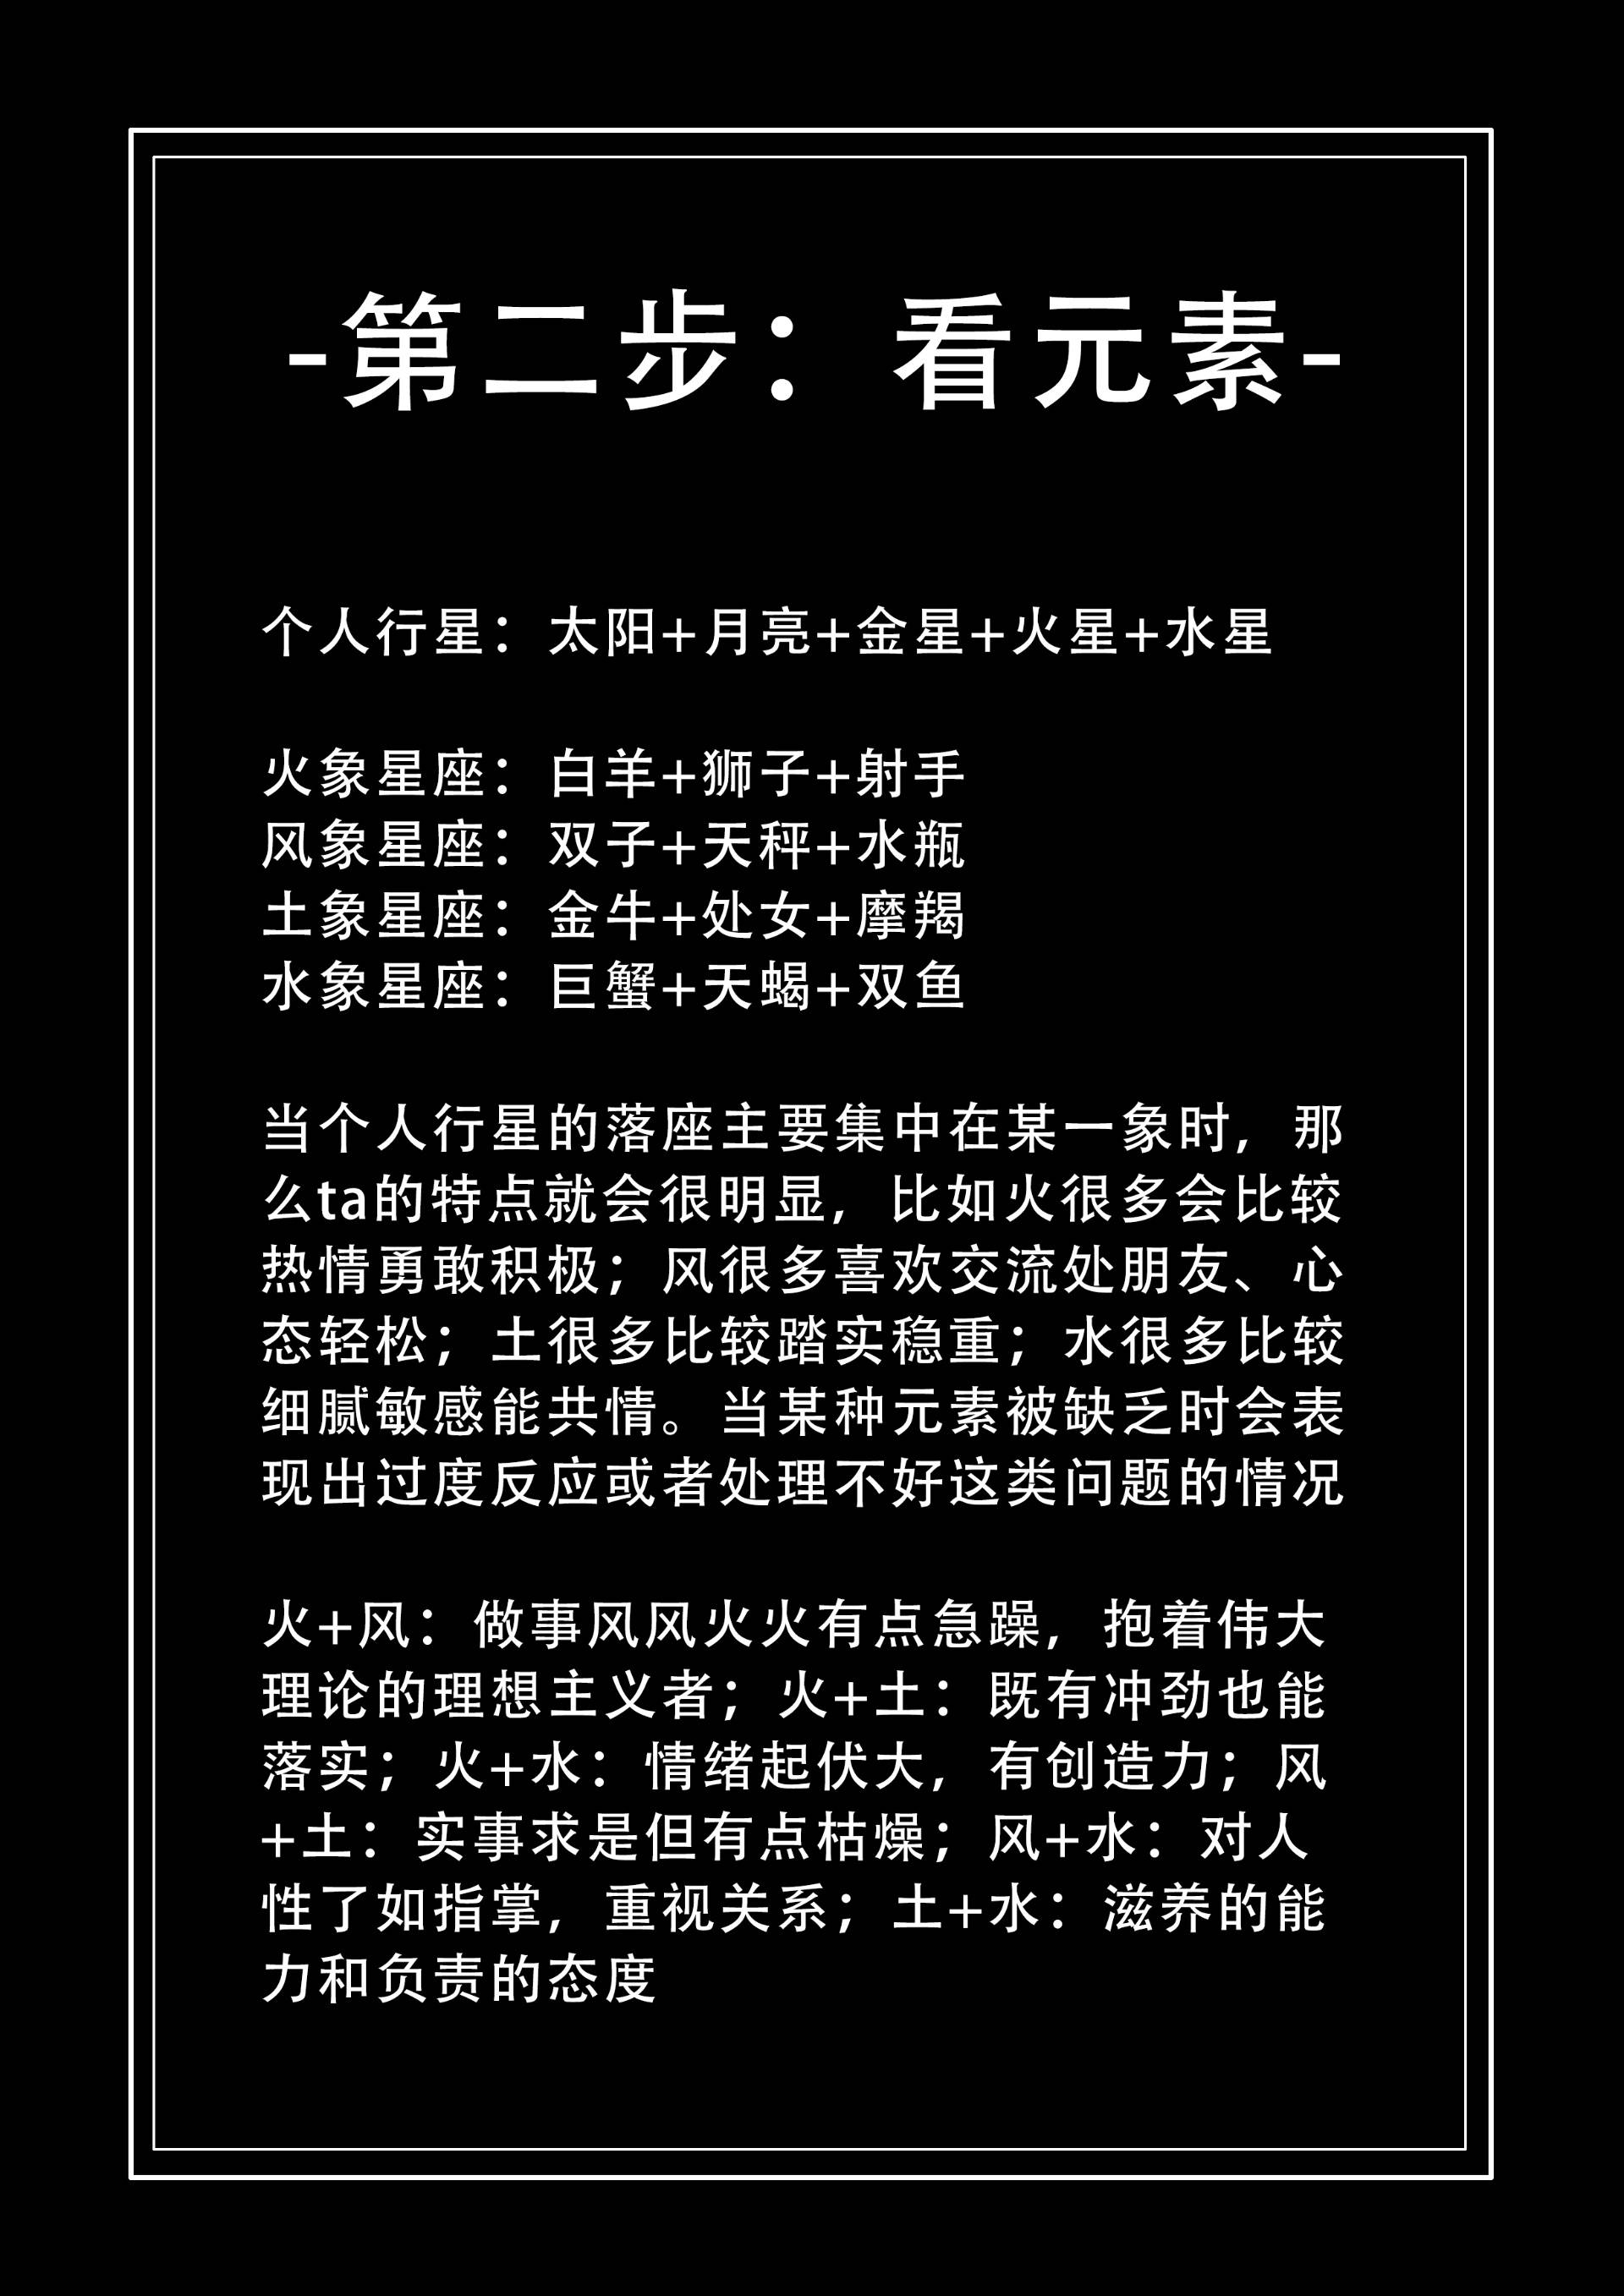 -第二步：看元素-
个人行星：太阳+月亮+金星+火星+水星
火象星座：白羊+狮子+射手
风象星座：双子+天秤+水瓶
土象星座：金牛+处女+摩羯
水象星座：巨蟹+天蝎+双鱼
当个人行星的落座主要集中在某一象时，那
么ta的特点就会很明显，比如火很多会比较
热情勇敢积极；风很多喜欢交流处朋友、心
态轻松；土很多比较踏实稳重；水很多比较
细腻敏感能共情。当某种元素被缺乏时会表
现出过度反应或者处理不好这类问题的情况
火+风：做事风风火火有点急躁，抱着伟大
理论的理想主义者；火+土：既有冲劲也能
落实；火+水：情绪起伏大，有创造力；风
+土：实事求是但有点枯燥；风+水：对人
性了如指掌，重视关系；土+水：滋养的能
力和负责的态度